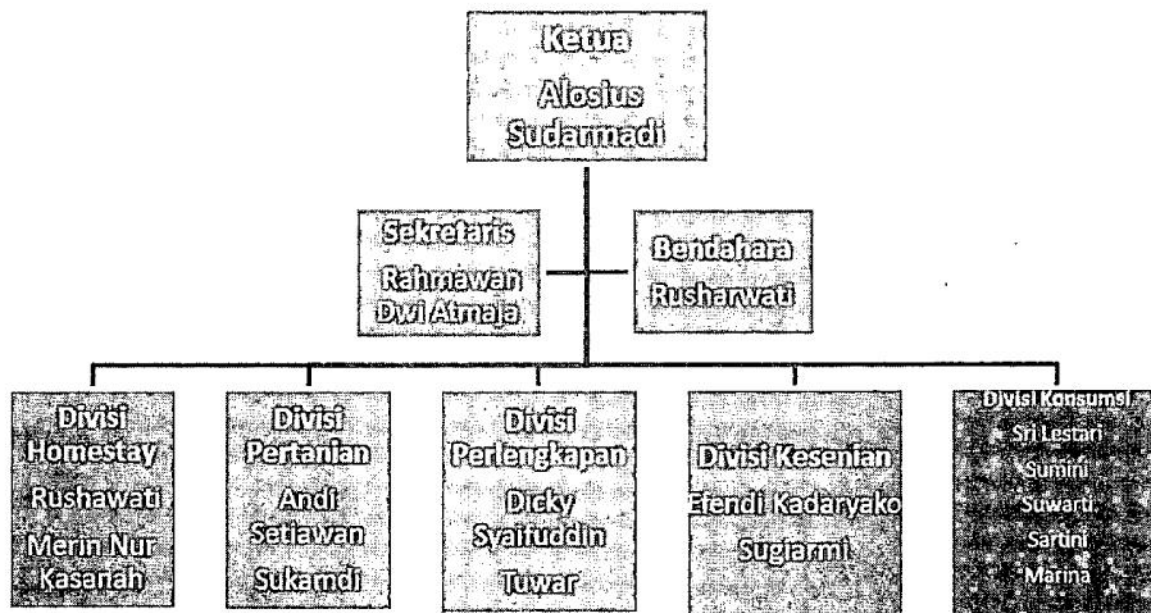 Ketua
Alosius
Sudarmadi
Sekretaris
Rahmawan
Dwi Atmaja
Bendahara
Rusharwati
Divisi
Homestay
Rushawati
Merin Nur
Kasanah
Divisi
Pertanian
Andi
Setiawan
Sukamdi
Divisi
Perlengkapan
Dicky
Syaifuddin
Tuwar
Divisi Kesenian
Efendi Kadaryako
Sugiarmi
Divisi Konsumsi
Sri Lestari
Sumini
Suwarti
Sartini
Marina